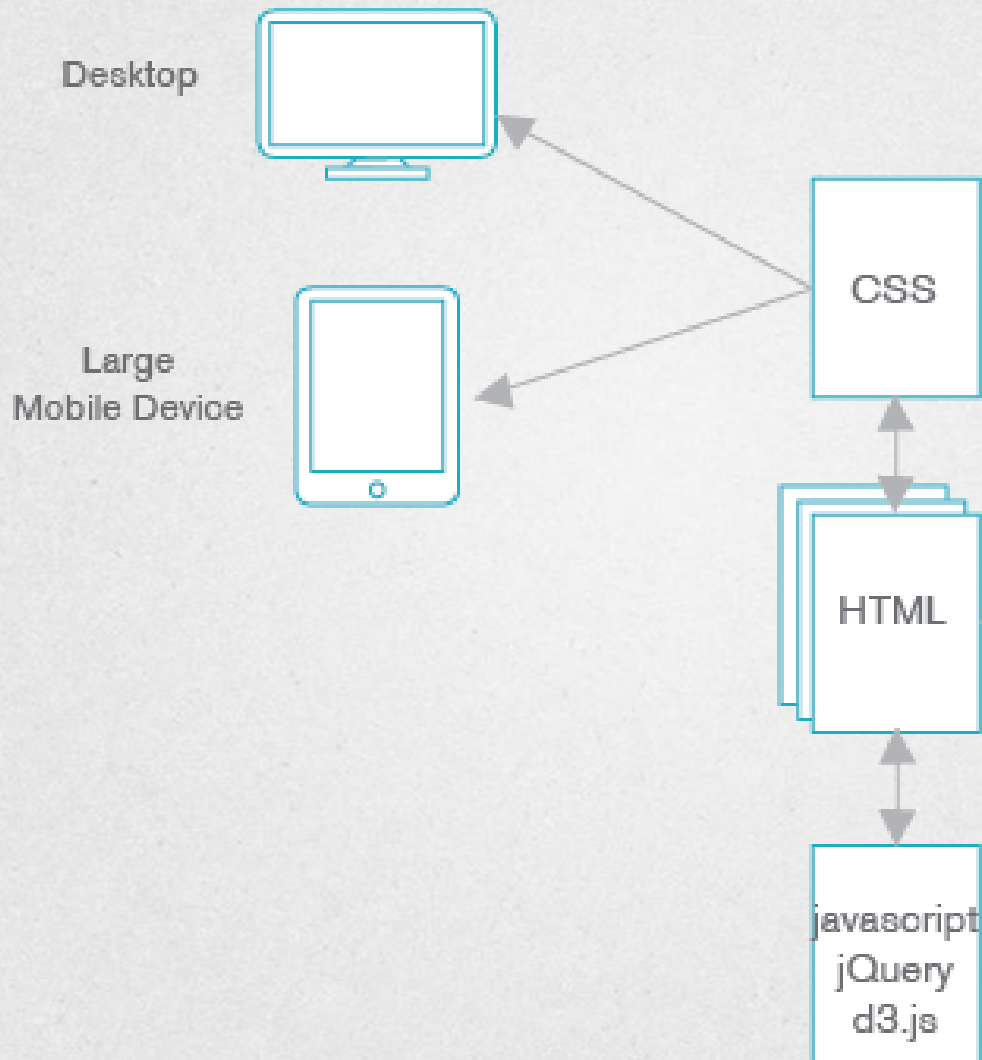 Desktop
CSS
Large
Mobile Device
HTML
javascript
jQuery
d3.js